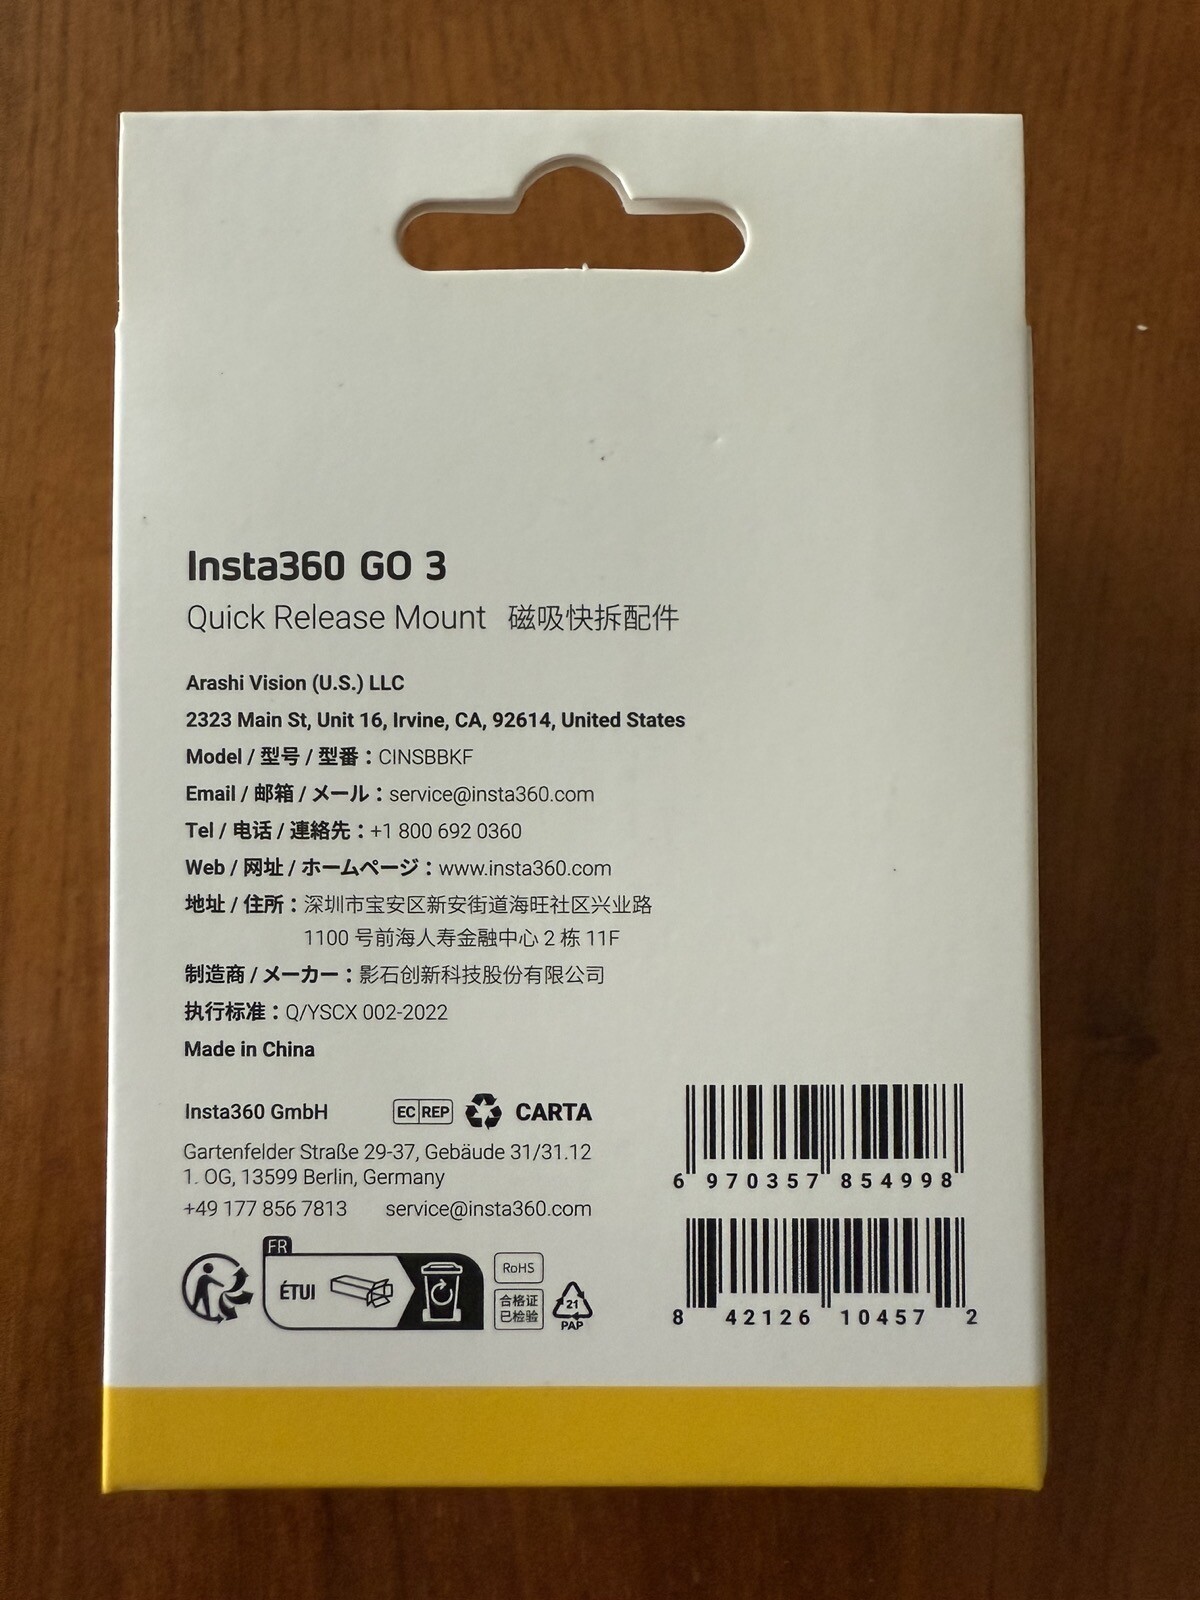 Insta360 GO 3
Quick Release Mount 磁吸快拆配件
Arashi Vision (U.S.) LLC
2323 Main St, Unit 16, Irvine, CA, 92614, United States
Model / 型号 / 型番：CINSBBKF
Email / 邮箱 / メール：service@insta360.com
Tel / 电话 / 連絡先：+1 800 692 0360
Web / 网址 / ホームページ：www.insta360.com
地址 / 住所：深圳市宝安区新安街道海旺社区兴业路
1100 号前海人寿金融中心 2 栋 11F
制造商 / メーカー：影石创新科技股份有限公司
执行标准：Q/YSCX 002-2022
Made in China
Insta360 GmbH EC REP CARTA
Gartenfelder Straße 29-37, Gebäude 31/31.12
1. OG, 13599 Berlin, Germany
+49 177 856 7813 service@insta360.com
FR
ÉTUI
RoHS
合格证
已检验
21
PAP
6 970357 854998
8 42126 10457 2